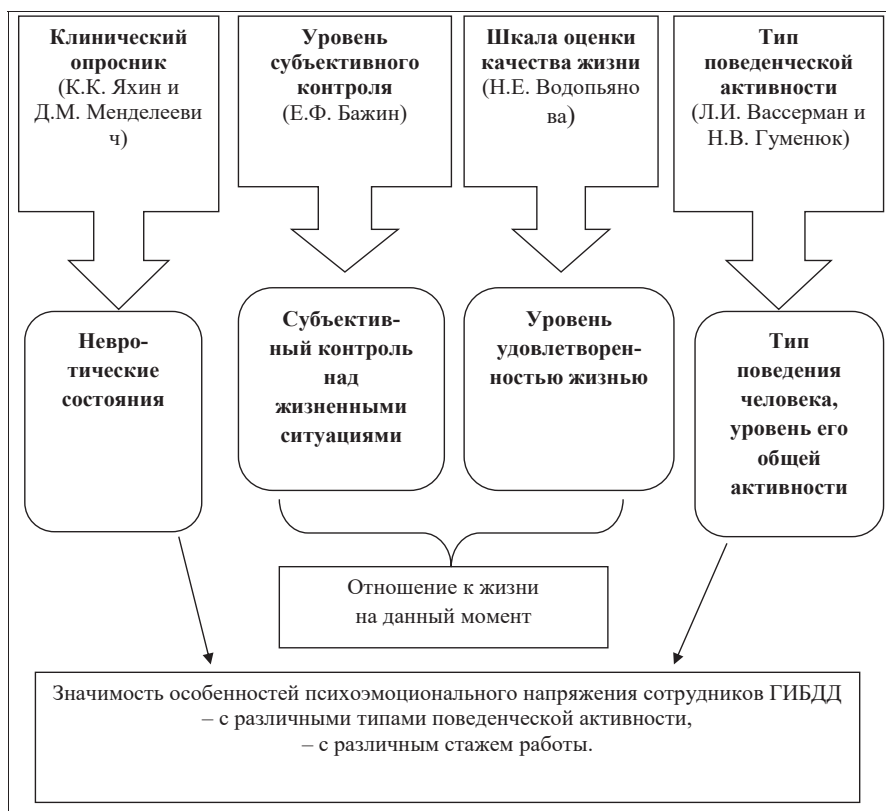 Клинический
опросник
(К.К. Яхин и
Д.М. Менделееви
ч)
Уровень
субъективного
контроля
(Е.Ф. Бажин)
Шкала оценки
качества жизни
(Н.Е. Водопьяно
ва)
Тип
поведенческой
активности
(Л.И. Вассерман и
Н.В. Гуменюк)
Невро-
тические
состояния
Субъектив-
ный контроль
над
жизненными
ситуациями
Уровень
удовлетворен-
ностью жизнью
Тип
поведения
человека,
уровень его
общей
активности
Отношение к жизни
на данный момент
Значимость особенностей психоэмоционального напряжения сотрудников ГИБДД
– с различными типами поведенческой активности,
– с различным стажем работы.